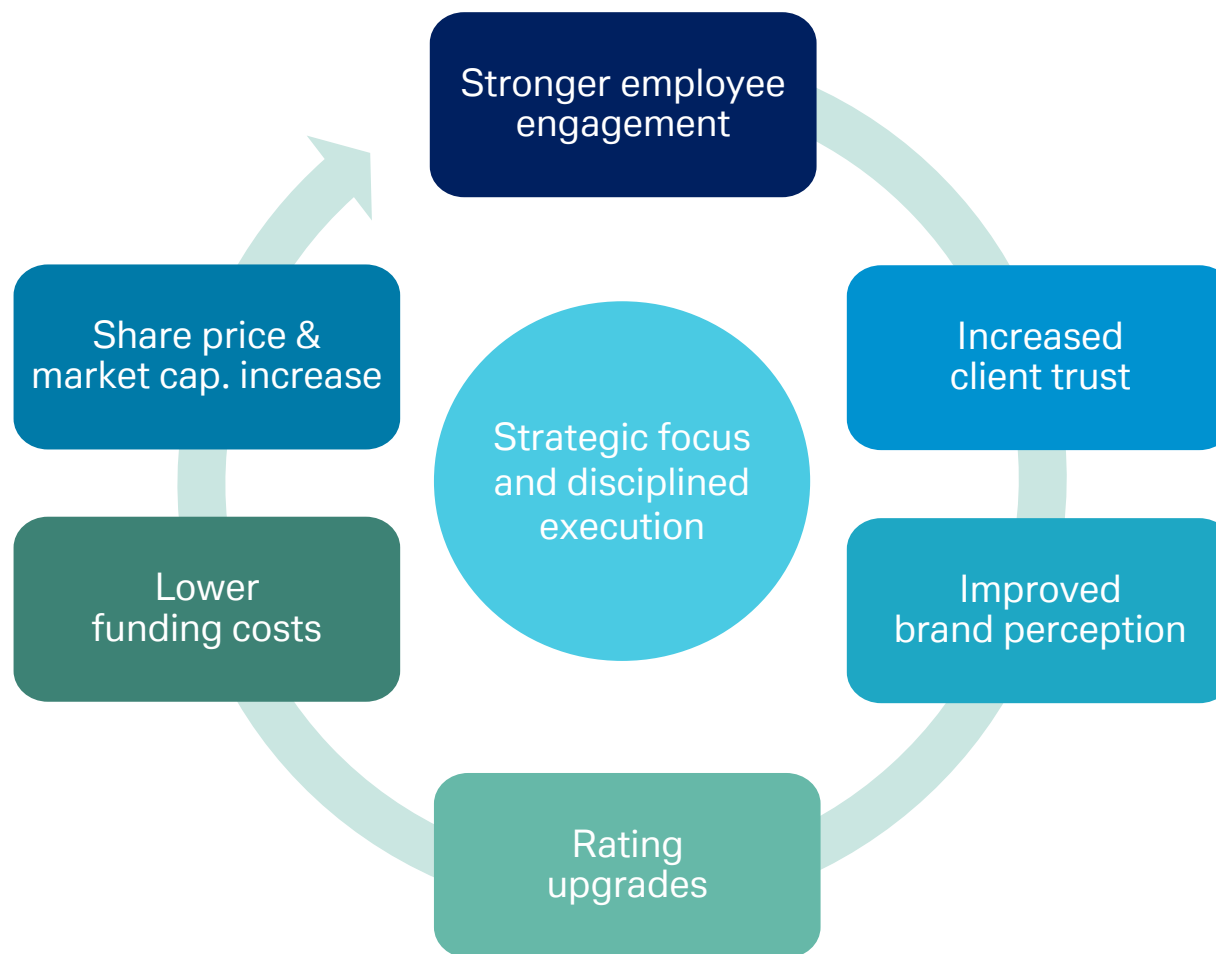 Stronger employee
engagement
Increased
client trust
Improved
brand perception
Rating
upgrades
Lower
funding costs
Share price &
market cap. increase
Strategic focus
and disciplined
execution